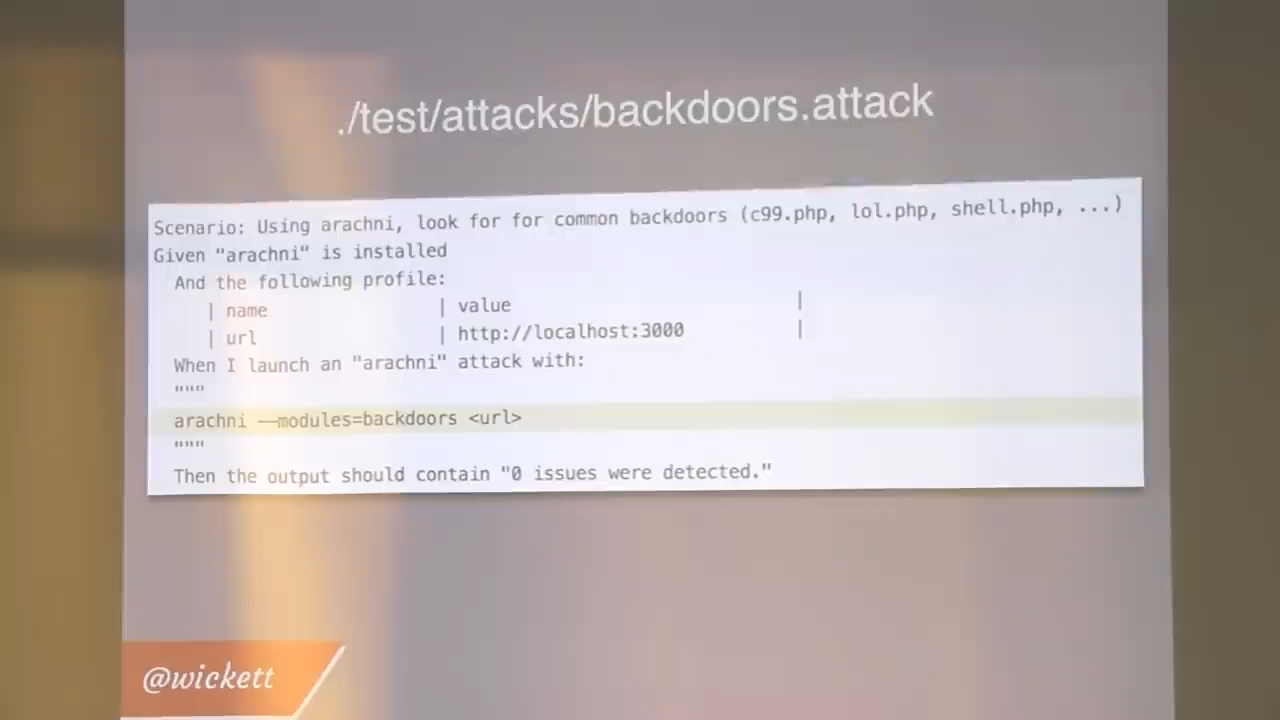 ./test/attacks/backdoors.attack
Scenario: Using arachni, look for for common backdoors (c99.php, lol.php, shell.php, ...)
Given "arachni" is installed
And the following profile:
| name | value |
| url | http://localhost:3000 |
When I launch an "arachni" attack with:
"""
arachni —modules=backdoors <url>
"""
Then the output should contain "0 issues were detected."
@wickett